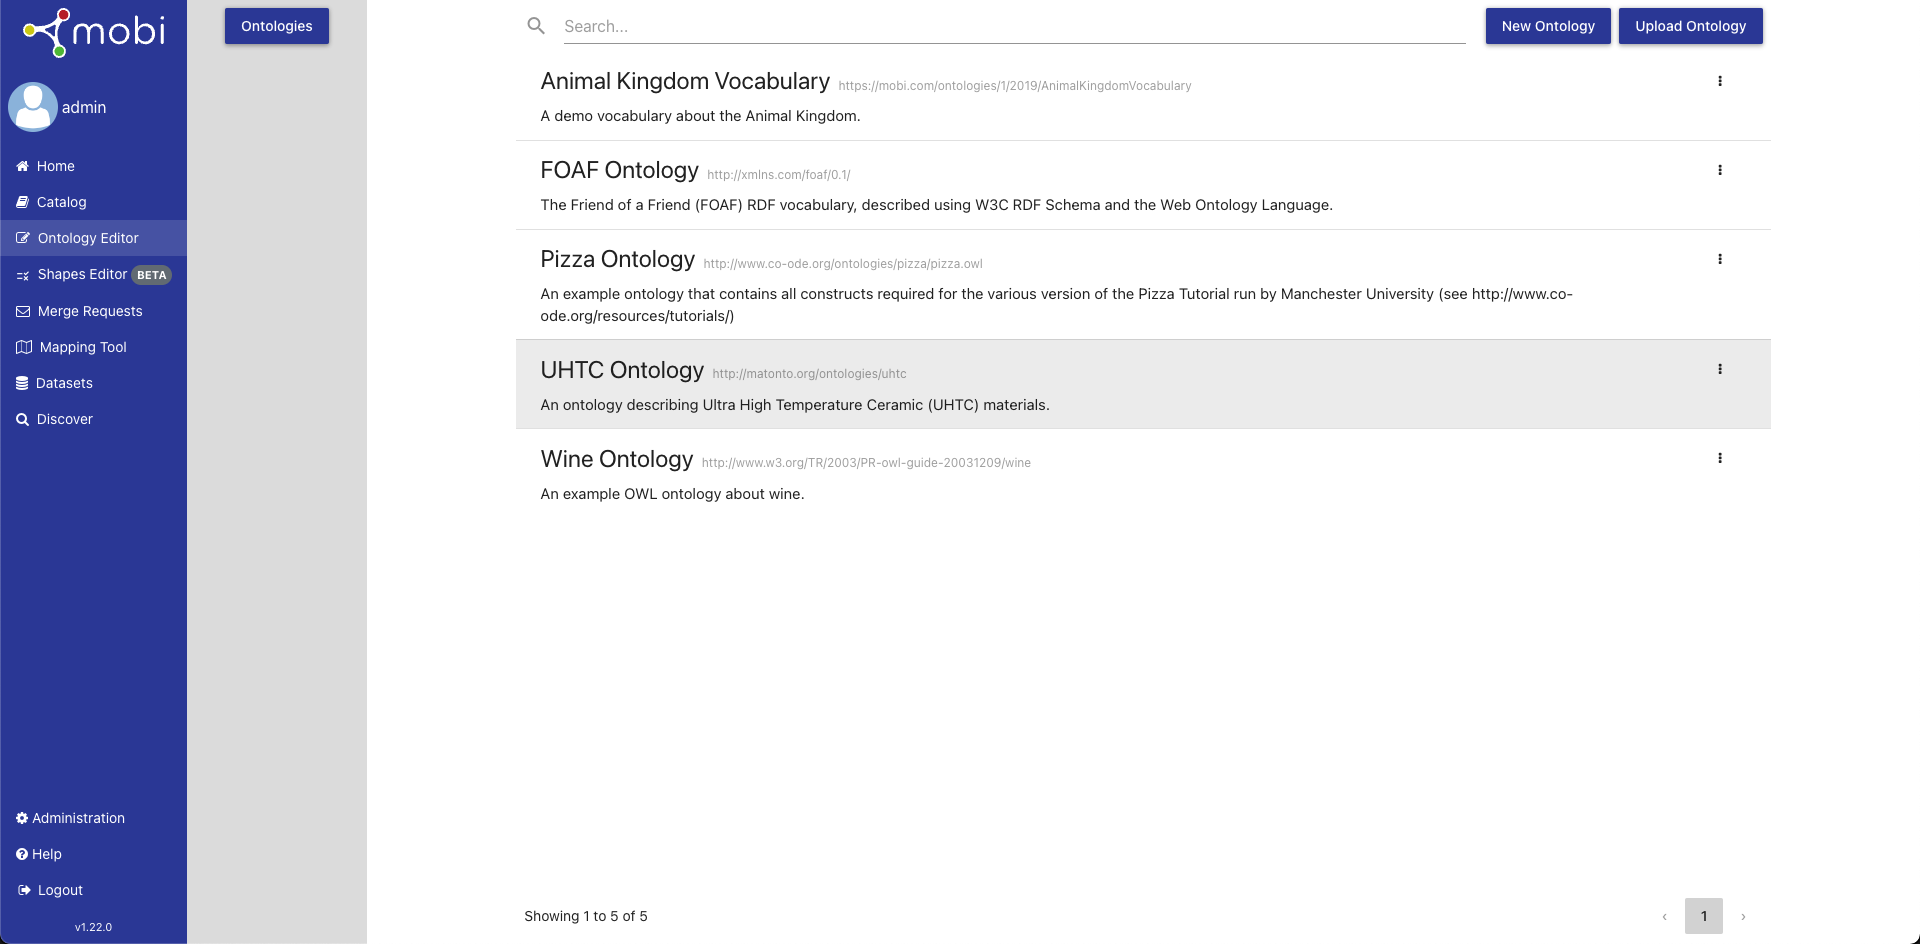 mobi
admin
Home
Catalog
Ontology Editor
Shapes Editor BETA
Merge Requests
Mapping Tool
Datasets
Discover
Administration
Help
Logout
v1.22.0
Ontologies
Search...
New Ontology
Upload Ontology
Animal Kingdom Vocabulary https://mobi.com/ontologies/1/2019/AnimalKingdomVocabulary
A demo vocabulary about the Animal Kingdom.
FOAF Ontology http://xmlns.com/foaf/0.1/
The Friend of a Friend (FOAF) RDF vocabulary, described using W3C RDF Schema and the Web Ontology Language.
Pizza Ontology http://www.co-ode.org/ontologies/pizza/pizza.owl
An example ontology that contains all constructs required for the various version of the Pizza Tutorial run by Manchester University (see http://www.co-
ode.org/resources/tutorials/)
UHTC Ontology http://matonto.org/ontologies/uhtc
An ontology describing Ultra High Temperature Ceramic (UHTC) materials.
Wine Ontology http://www.w3.org/TR/2003/PR-owl-guide-20031209/wine
An example OWL ontology about wine.
Showing 1 to 5 of 5
‹ 1 ›